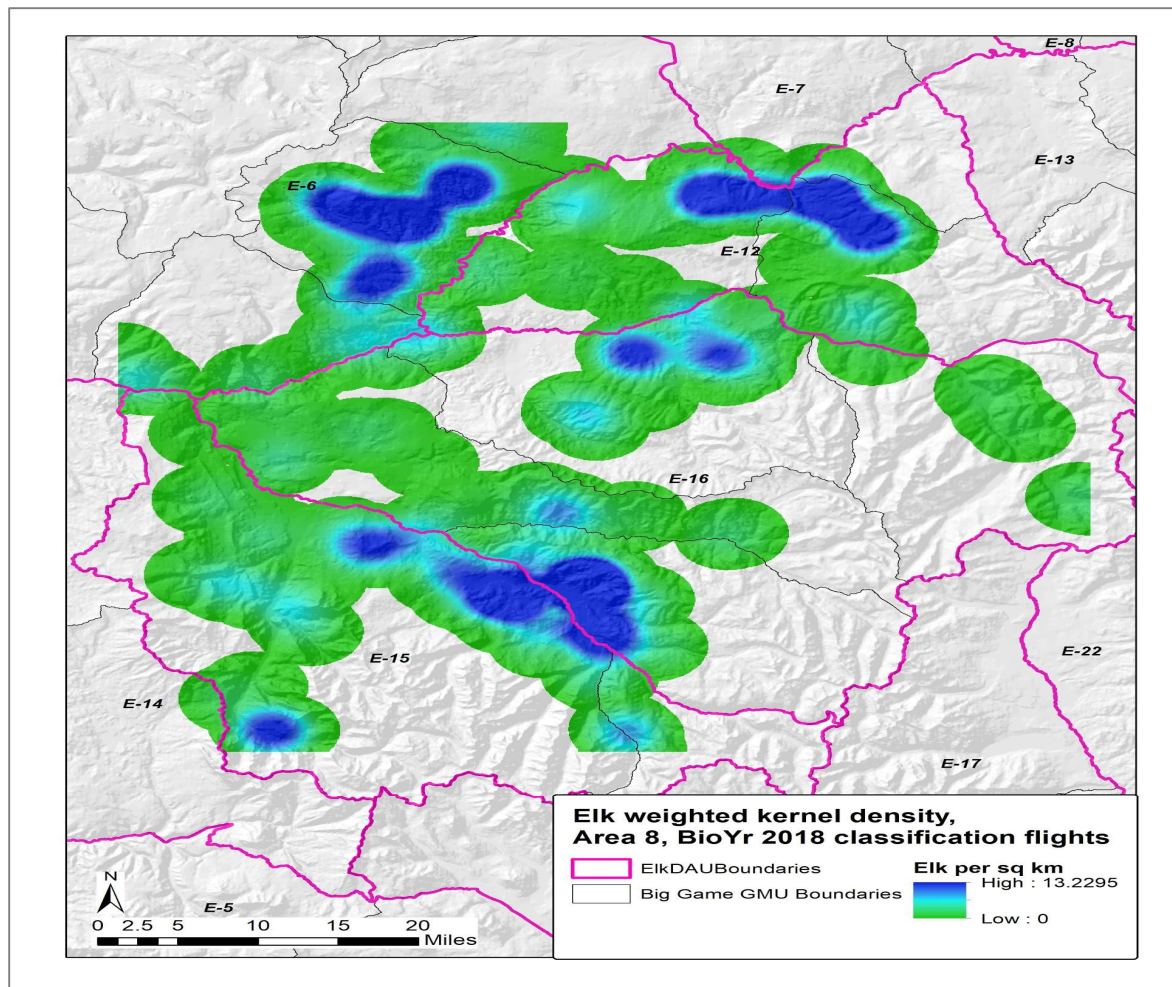 E-8
E-7
E-13
E-6
E-12
E-16
E-15
E-22
E-14
E-17
Elk weighted kernel density,
Area 8, BioYr 2018 classification flights
ElkDAUBoundaries
Big Game GMU Boundaries
Elk per sq km
High : 13.2295
Low : 0
N
E-5
0 2.5 5 10 15 20
Miles